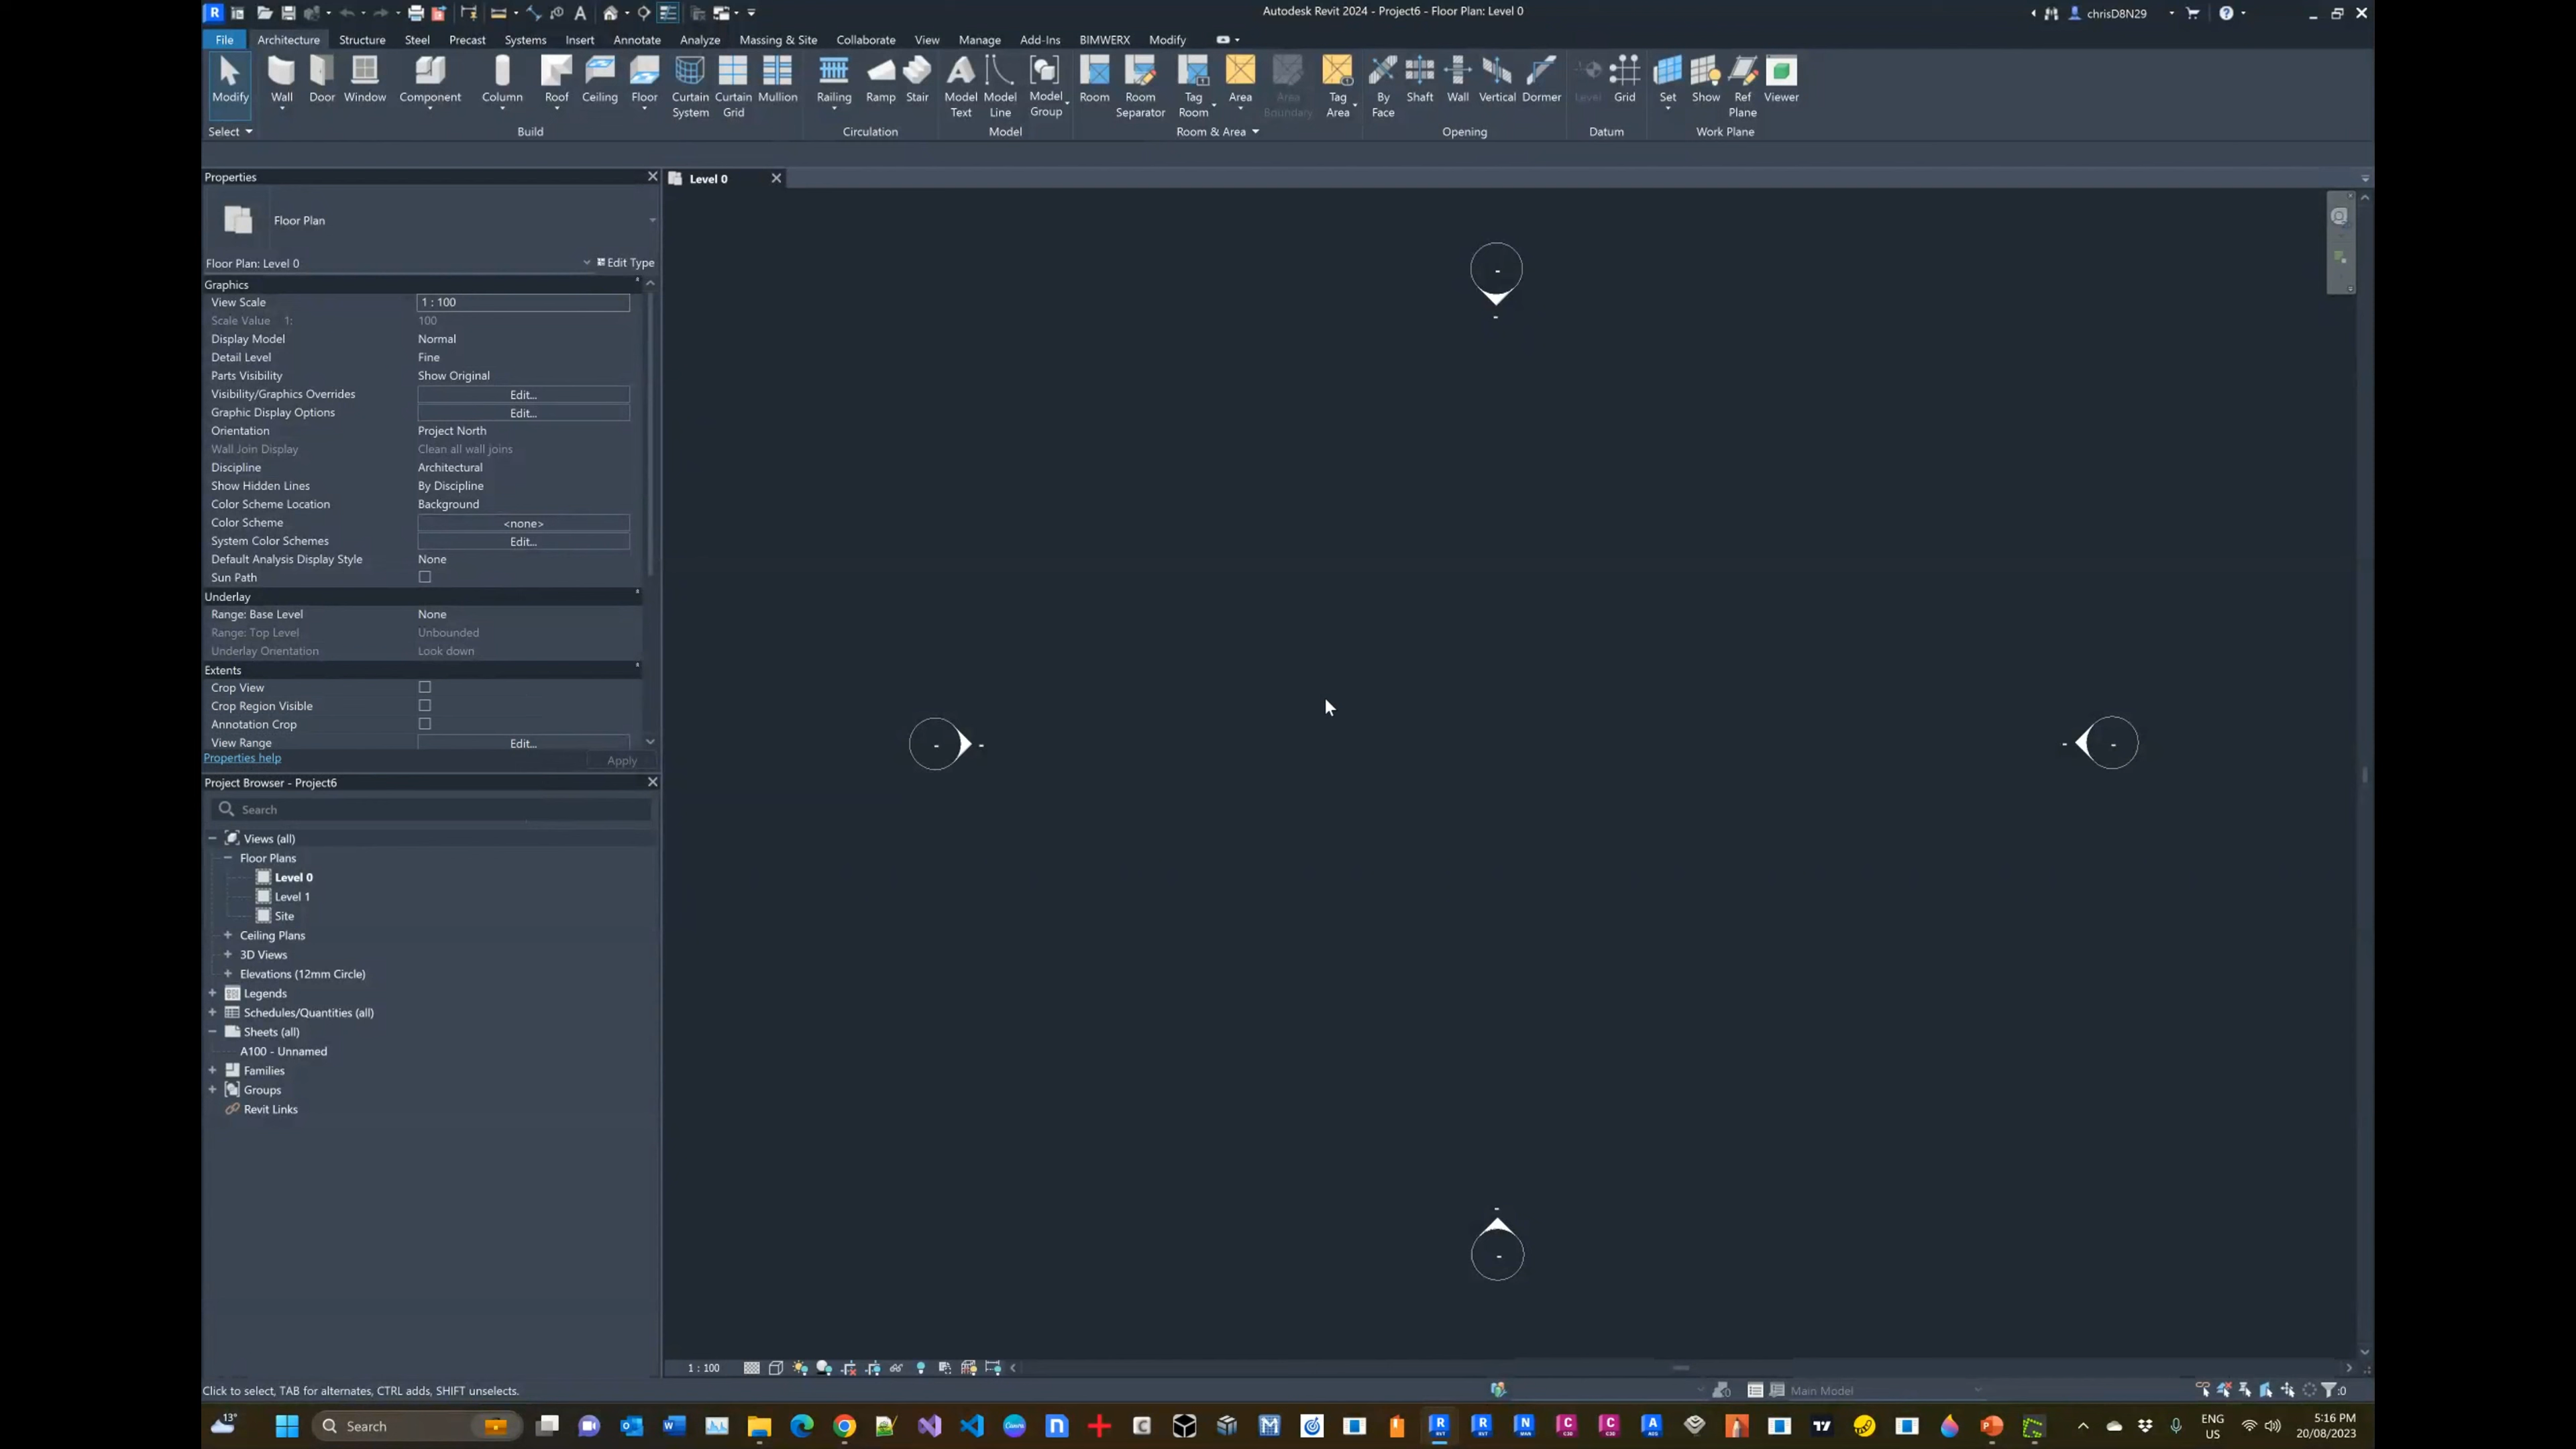 Autodesk Revit 2024 - Project6 - Floor Plan: Level 0
chrisD8N29
File Architecture Structure Steel Precast Systems Insert Annotate Analyze Massing & Site Collaborate View Manage Add-Ins BIMWERX Modify
Modify Wall Door Window Component Column Roof Ceiling Floor Curtain System Curtain Grid Mullion Railing Ramp Stair Model Text Model Line Model Group Room Room Separator Tag Room Area Area Boundary Tag Area By Face Shaft Wall Vertical Dormer Level Grid Set Show Ref Plane Viewer
Select Build Circulation Model Room & Area Opening Datum Work Plane
Properties
Level 0
Floor Plan
Floor Plan: Level 0 Edit Type
Graphics
View Scale 1 : 100
Scale Value 1: 100
Display Model Normal
Detail Level Fine
Parts Visibility Show Original
Visibility/Graphics Overrides Edit...
Graphic Display Options Edit...
Orientation Project North
Wall Join Display Clean all wall joins
Discipline Architectural
Show Hidden Lines By Discipline
Color Scheme Location Background
Color Scheme <none>
System Color Schemes Edit...
Default Analysis Display Style None
Sun Path
Underlay
Range: Base Level None
Range: Top Level Unbounded
Underlay Orientation Look down
Extents
Crop View
Crop Region Visible
Annotation Crop
View Range Edit...
Properties help Apply
Project Browser - Project6
Search
Views (all)
Floor Plans
Level 0
Level 1
Site
Ceiling Plans
3D Views
Elevations (12mm Circle)
Legends
Schedules/Quantities (all)
Sheets (all)
A100 - Unnamed
Families
Groups
Revit Links
1 : 100
Click to select, TAB for alternates, CTRL adds, SHIFT unselects.
Main Model
:0
13°
Search
ENG
US
5:16 PM
20/08/2023